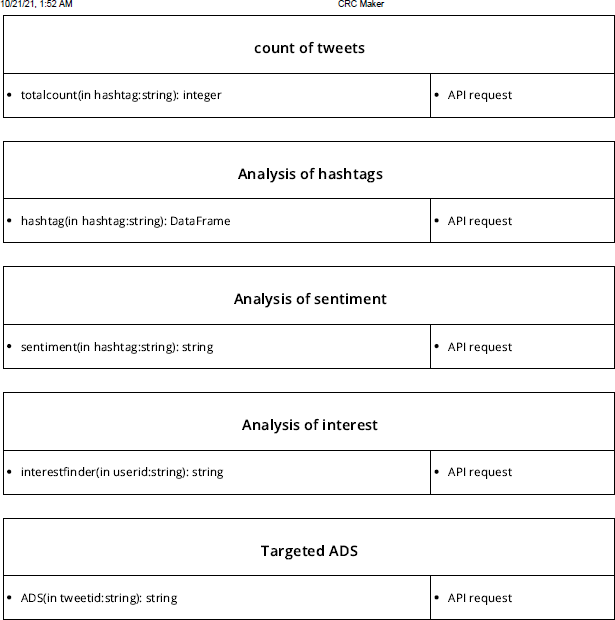 10/21/21, 1:52 AM CRC Maker
count of tweets
• totalcount(in hashtag:string): integer • API request
Analysis of hashtags
• hashtag(in hashtag:string): DataFrame • API request
Analysis of sentiment
• sentiment(in hashtag:string): string • API request
Analysis of interest
• interestfinder(in userid:string): string • API request
Targeted ADS
• ADS(in tweetid:string): string • API request